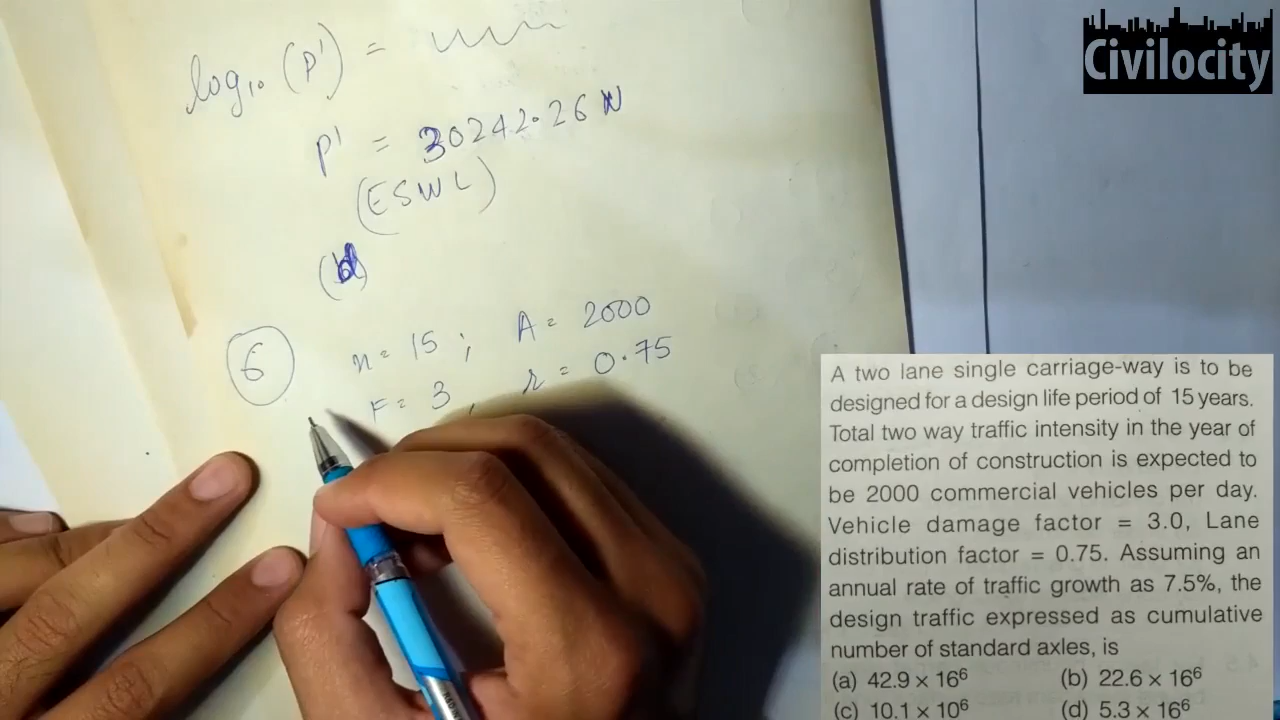 log10 (P') =
P' = 30242.26 N
(ESWL)
(d)
6
n = 15 ; A = 2000
F = 3 , r = 0.75
Civilocity
A two lane single carriage-way is to be
designed for a design life period of 15 years.
Total two way traffic intensity in the year of
completion of construction is expected to
be 2000 commercial vehicles per day.
Vehicle damage factor = 3.0, Lane
distribution factor = 0.75. Assuming an
annual rate of traffic growth as 7.5%, the
design traffic expressed as cumulative
number of standard axles, is
(a) 42.9 × 16⁶ (b) 22.6 × 16⁶
(c) 10.1 × 10⁶ (d) 5.3 × 16⁶